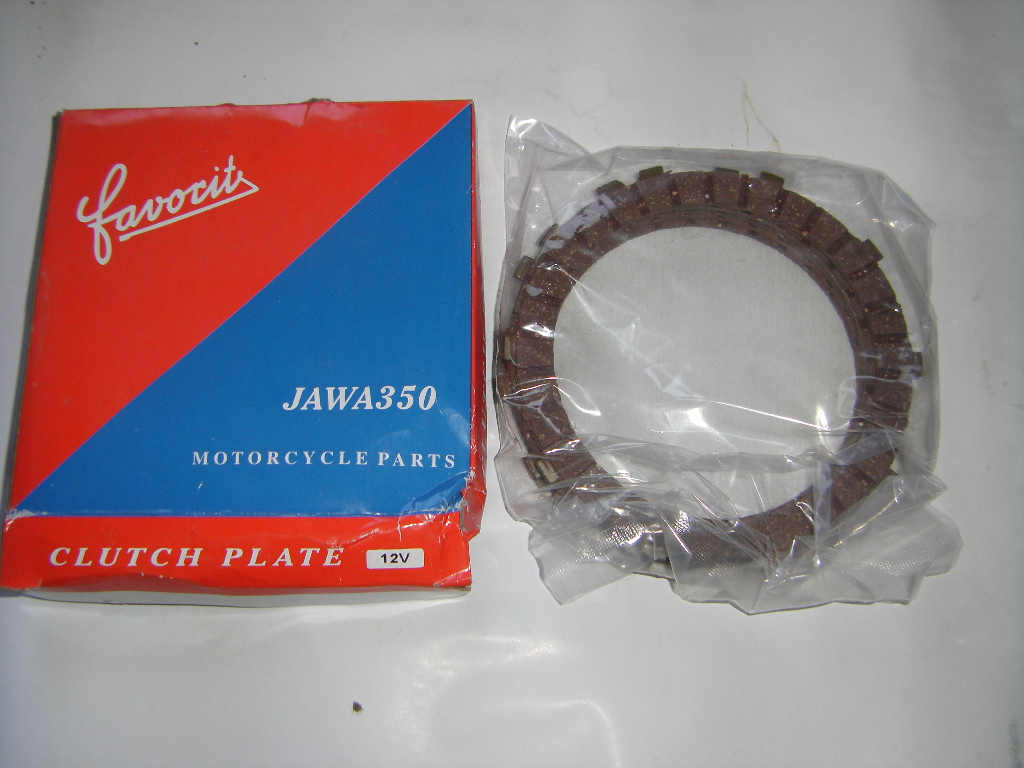 favorit
JAWA350
MOTORCYCLE PARTS
CLUTCH PLATE 12V